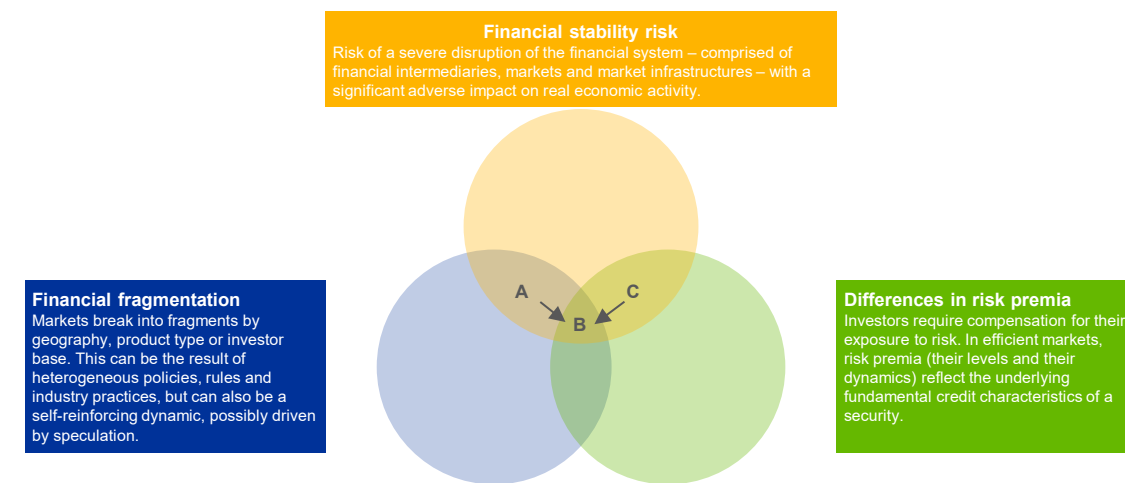 Financial stability risk
Risk of a severe disruption of the financial system – comprised of
financial intermediaries, markets and market infrastructures – with a
significant adverse impact on real economic activity.
A
C
B
Financial fragmentation
Markets break into fragments by
geography, product type or investor
base. This can be the result of
heterogeneous policies, rules and
industry practices, but can also be a
self-reinforcing dynamic, possibly driven
by speculation.
Differences in risk premia
Investors require compensation for their
exposure to risk. In efficient markets,
risk premia (their levels and their
dynamics) reflect the underlying
fundamental credit characteristics of a
security.